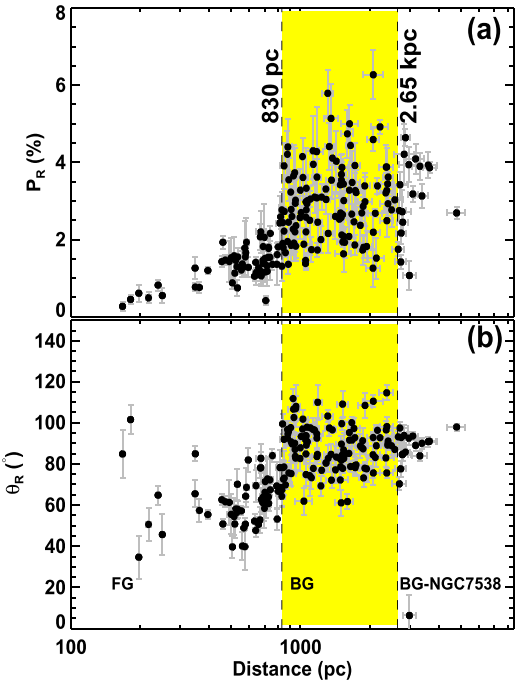 8
(a)
830 pc
2.65 kpc
6
P_R (%)
4
2
0
(b)
140
120
100
θ_R (°)
80
60
40
FG
BG
BG-NGC7538
20
0
100
1000
Distance (pc)